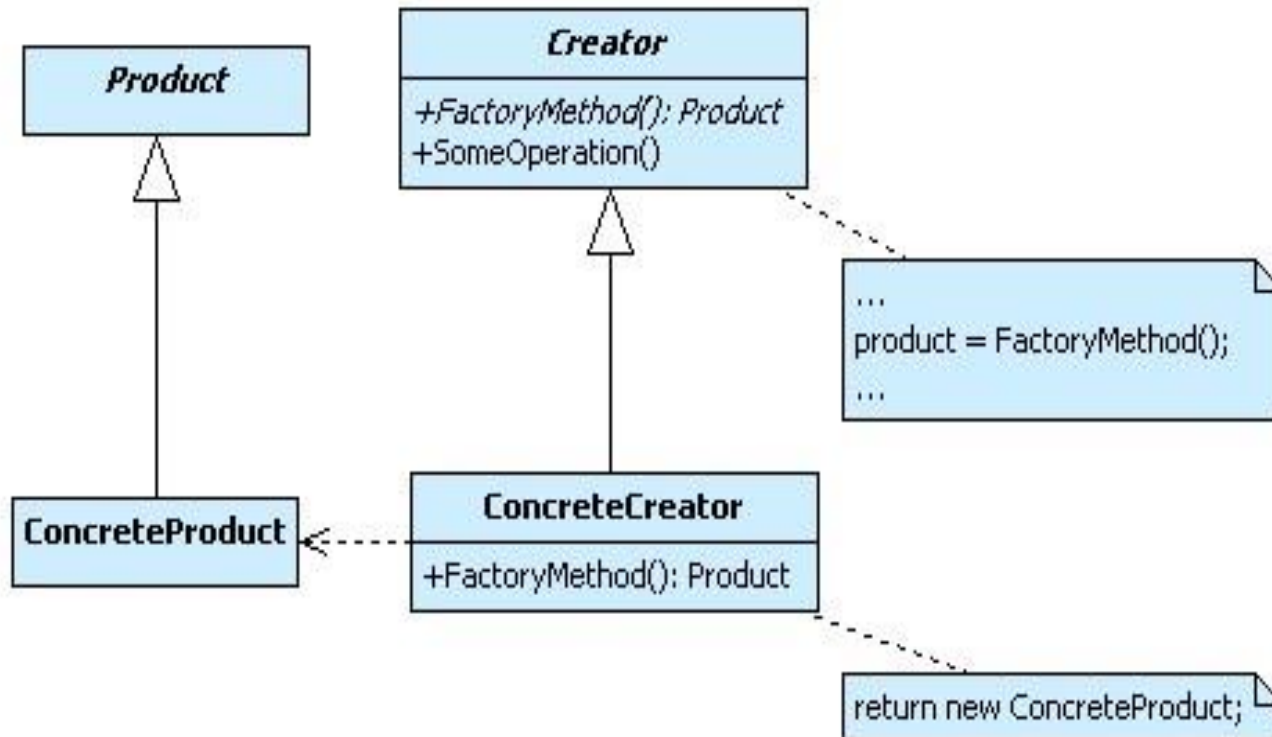 Product
Creator
+FactoryMethod(): Product
+SomeOperation()
...
product = FactoryMethod();
...
ConcreteProduct
ConcreteCreator
+FactoryMethod(): Product
return new ConcreteProduct;